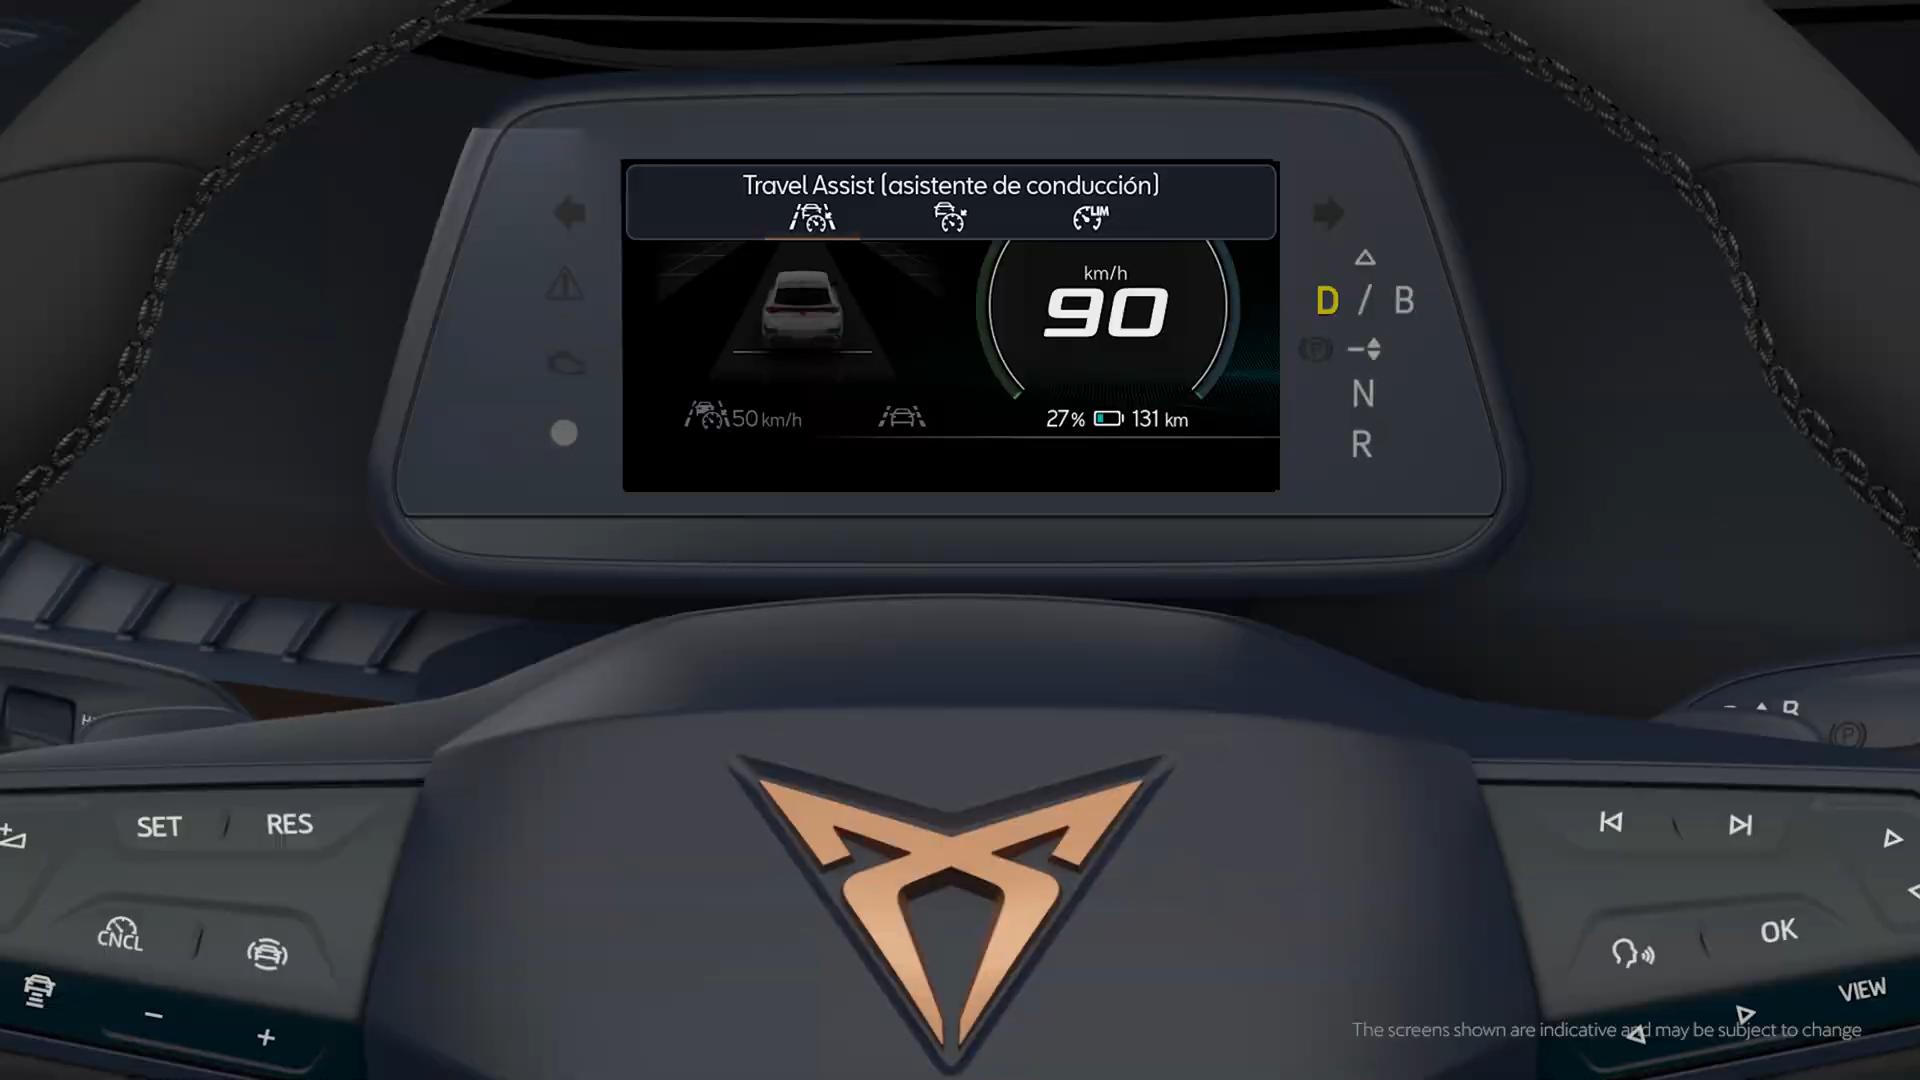 Travel Assist (asistente de conducción)
LIM
km/h
90
D / B
N
R
50 km/h
27% 131 km
SET / RES
CNCL
OK
VIEW
The screens shown are indicative and may be subject to change